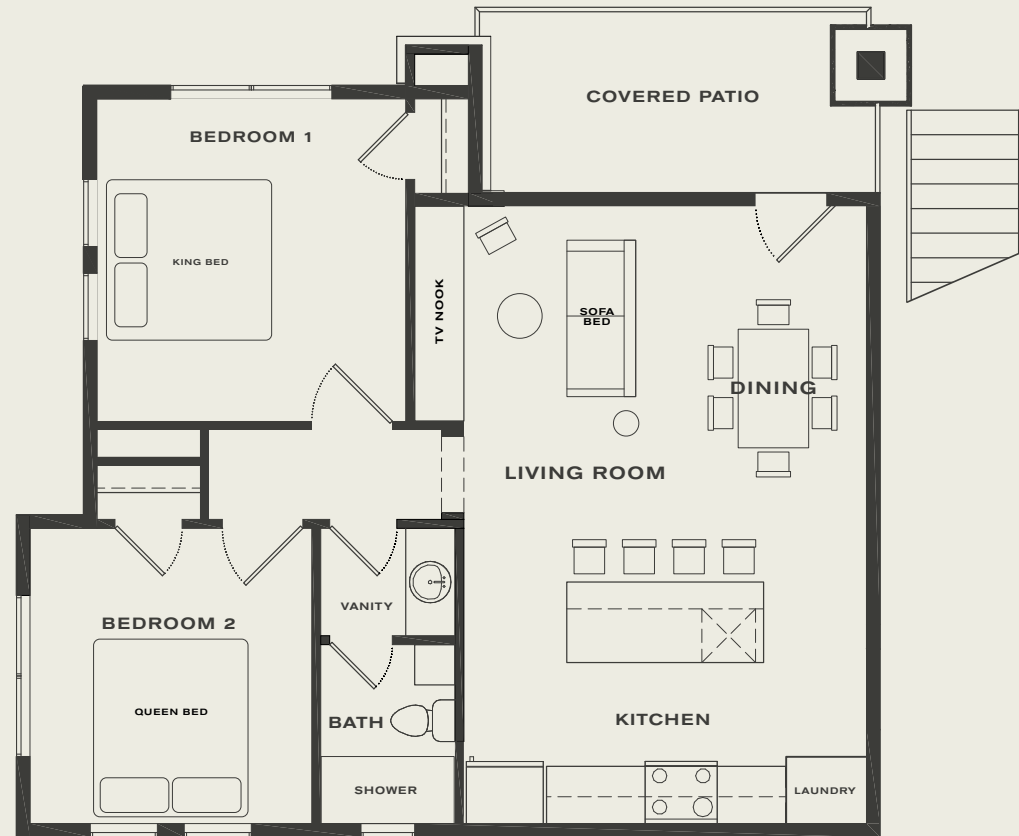 COVERED PATIO
BEDROOM 1
KING BED
TV NOOK
SOFA
BED
DINING
LIVING ROOM
VANITY
BEDROOM 2
QUEEN BED
BATH
KITCHEN
SHOWER
LAUNDRY